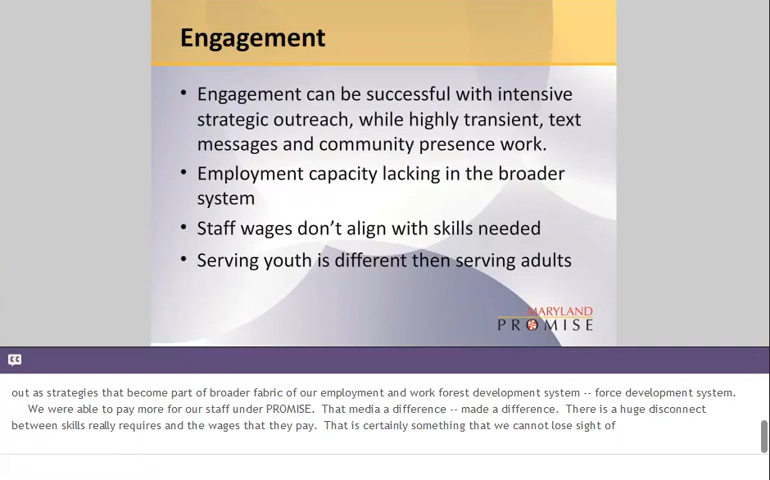 Engagement
• Engagement can be successful with intensive
strategic outreach, while highly transient, text
messages and community presence work.
• Employment capacity lacking in the broader
system
• Staff wages don’t align with skills needed
• Serving youth is different then serving adults
MARYLAND
PROMISE
CC
out as strategies that become part of broader fabric of our employment and work forest development system -- force development system.
We were able to pay more for our staff under PROMISE.  That media a difference -- made a difference.  There is a huge disconnect
between skills really requires and the wages that they pay.  That is certainly something that we cannot lose sight of